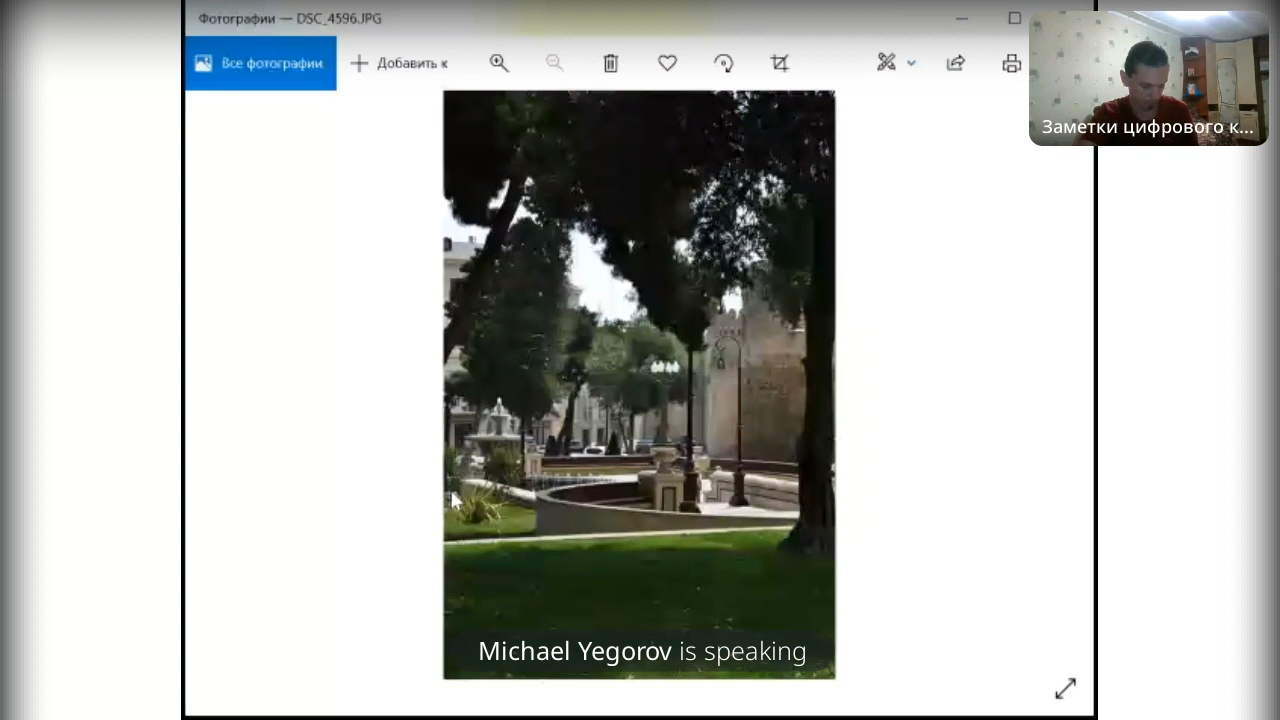 Фотографии — DSC_4596.JPG
Все фотографии
Добавить к
Заметки цифрового к...
Michael Yegorov is speaking